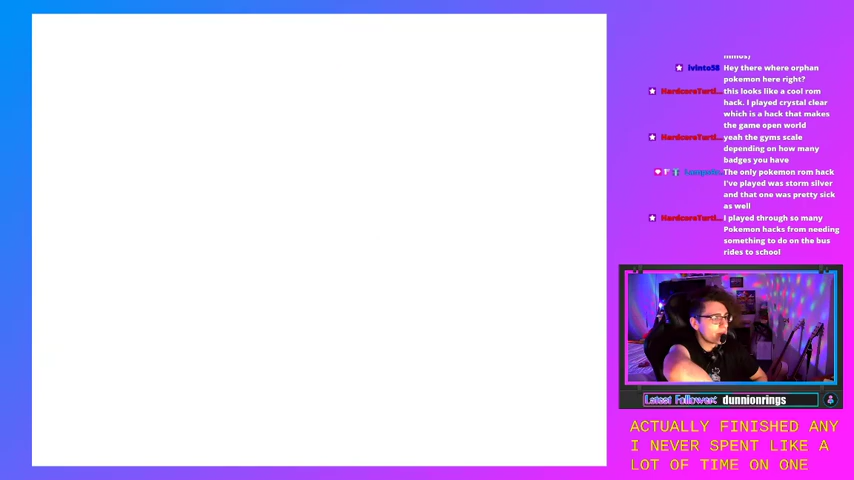 ivinto58 Hey there where orphan
pokemon here right?
HardcoreTurtl... this looks like a cool rom
hack. I played crystal clear
which is a hack that makes
the game open world
HardcoreTurtl... yeah the gyms scale
depending on how many
badges you have
The only pokemon rom hack
I've played was storm silver
and that one was pretty sick
as well
HardcoreTurtl... I played through so many
Pokemon hacks from needing
something to do on the bus
rides to school
Latest Follower: dunnionrings
ACTUALLY FINISHED ANY
I NEVER SPENT LIKE A
LOT OF TIME ON ONE